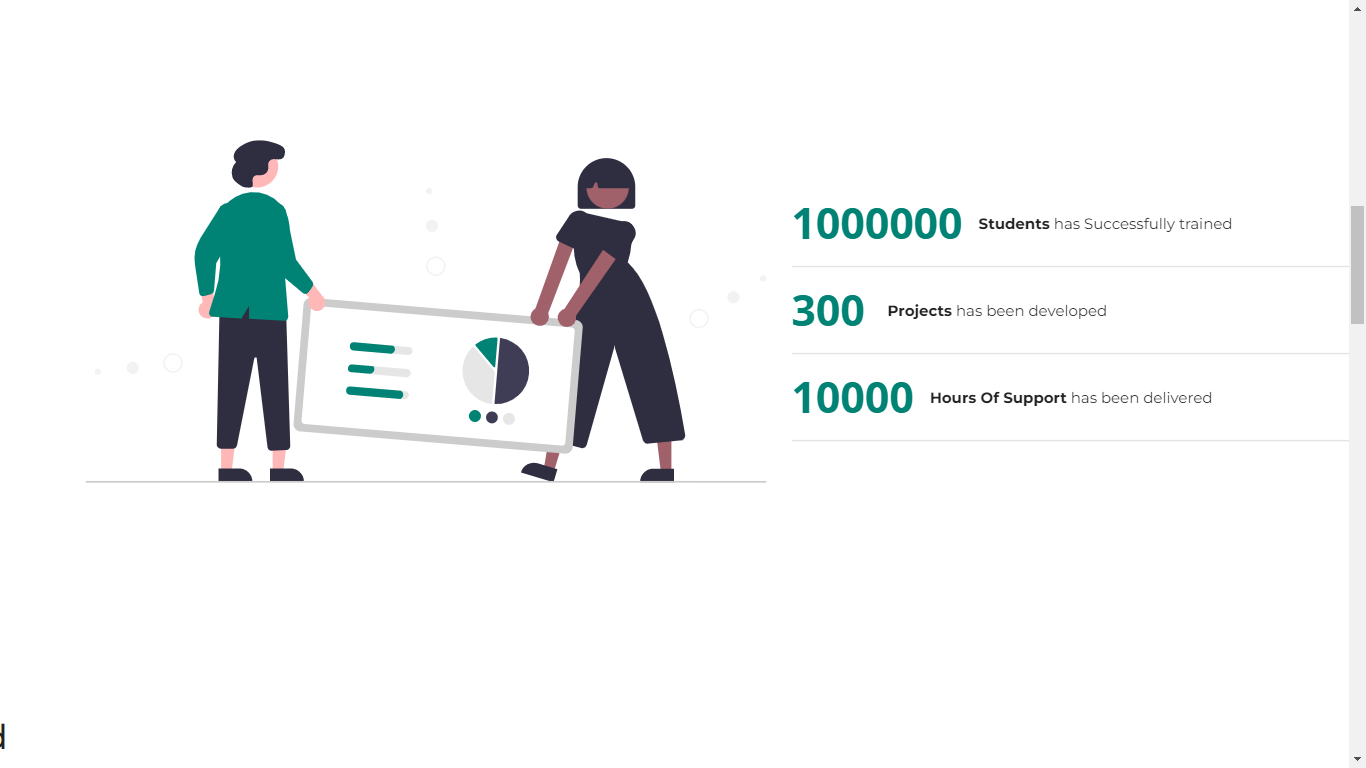 1000000 Students has Successfully trained
300 Projects has been developed
10000 Hours Of Support has been delivered
d